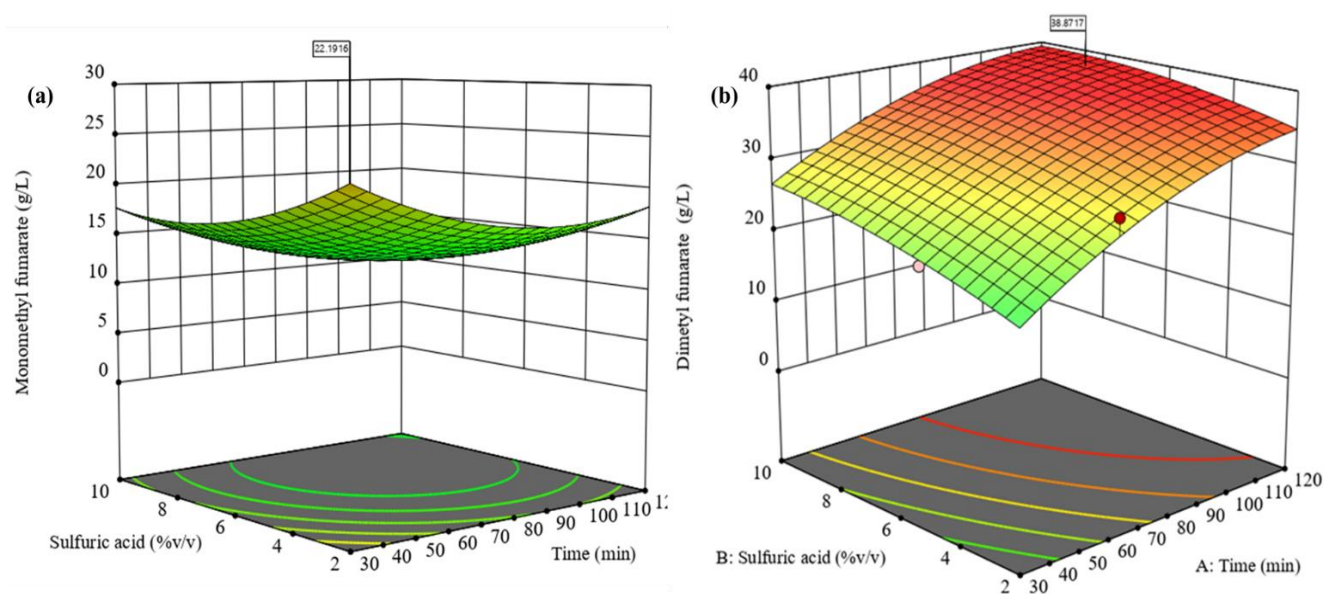 (a)
22.1916
Monomethyl fumarate (g/L)
30
25
20
15
10
5
0
10
8
6
4
2
Sulfuric acid (%v/v)
30 40 50 60 70 80 90 100 110
Time (min)
(b)
38.8717
Dimetyl fumarate (g/L)
40
30
20
10
0
10
8
6
4
2
B: Sulfuric acid (%v/v)
30 40 50 60 70 80 90 100 110 120
A: Time (min)